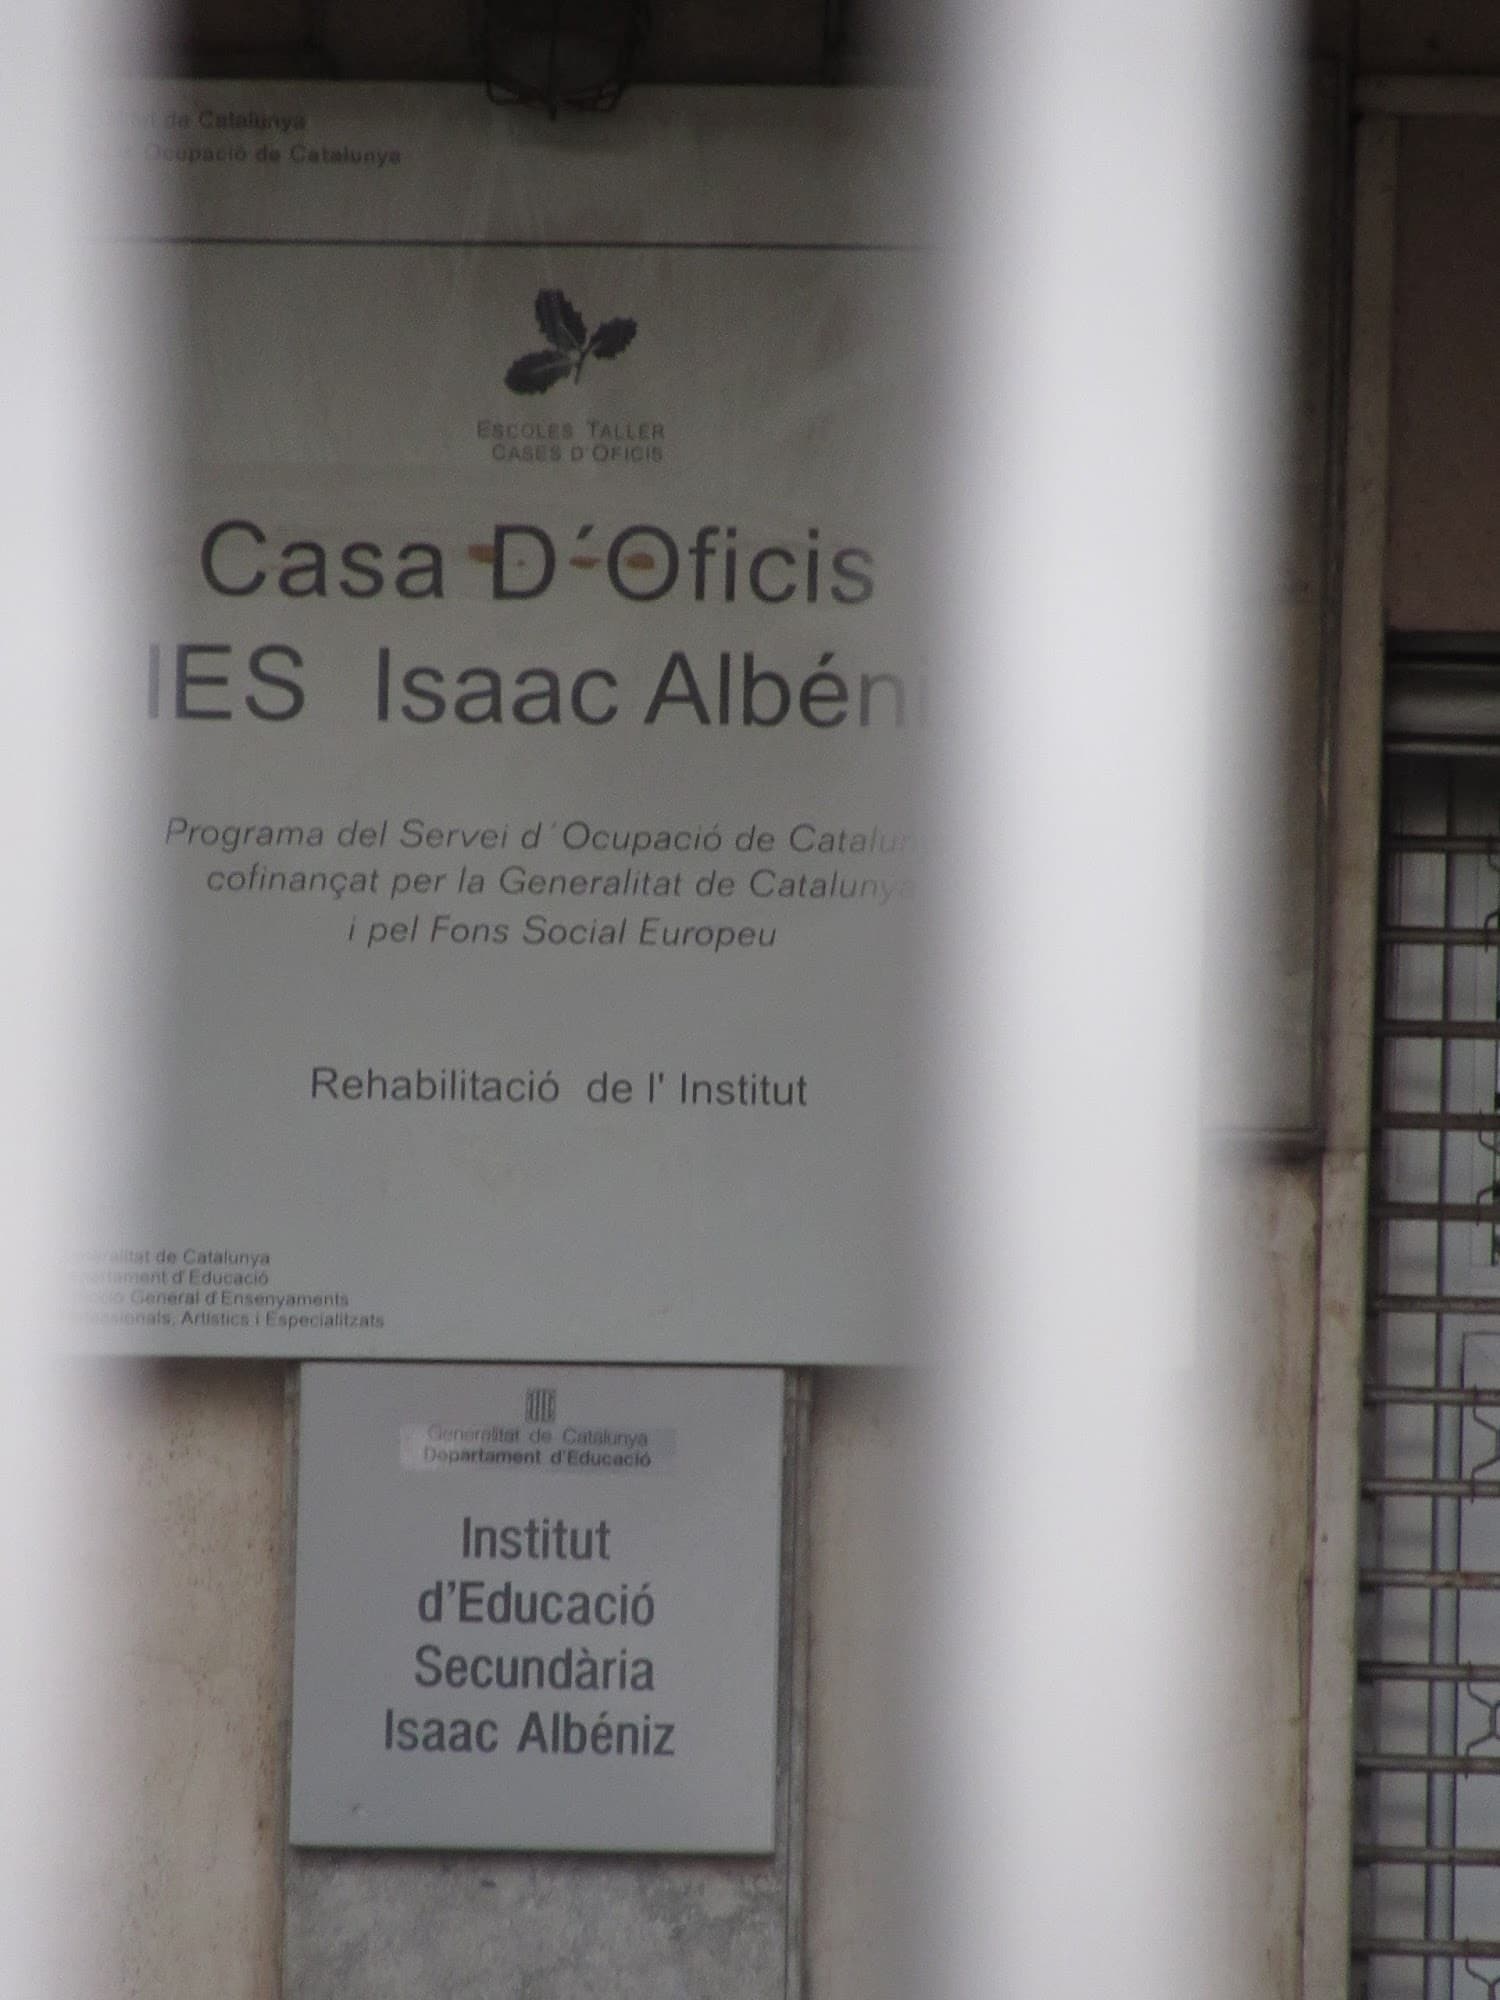 de Catalunya
Ocupació de Catalunya
ESCOLES TALLER
CASES D'OFICIS
Casa D´Oficis
IES Isaac
Programa del Servei d´Ocupació de
cofinançat per la Generalitat de Catalunya
i pel Fons Social Europeu
Rehabilitació de l' Institut
de Catalunya
d'Educació
General d'Ensenyaments
Artístics i Especialitzats
Generalitat de Catalunya
Departament d'Educació
Institut
d'Educació
Secundària
Isaac Albéniz